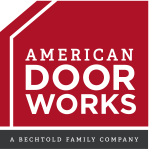 AMERICAN
DOOR
WORKS
A BECHTOLD FAMILY COMPANY